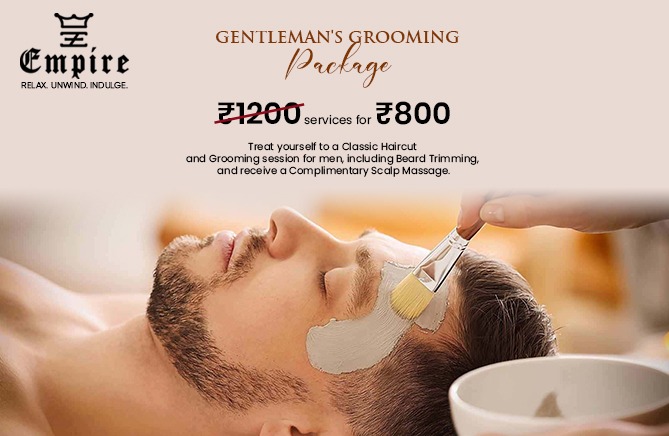 Empire
RELAX. UNWIND. INDULGE.
GENTLEMAN'S GROOMING
Package
₹1200 services for ₹800
Treat yourself to a Classic Haircut
and Grooming session for men, including Beard Trimming,
and receive a Complimentary Scalp Massage.